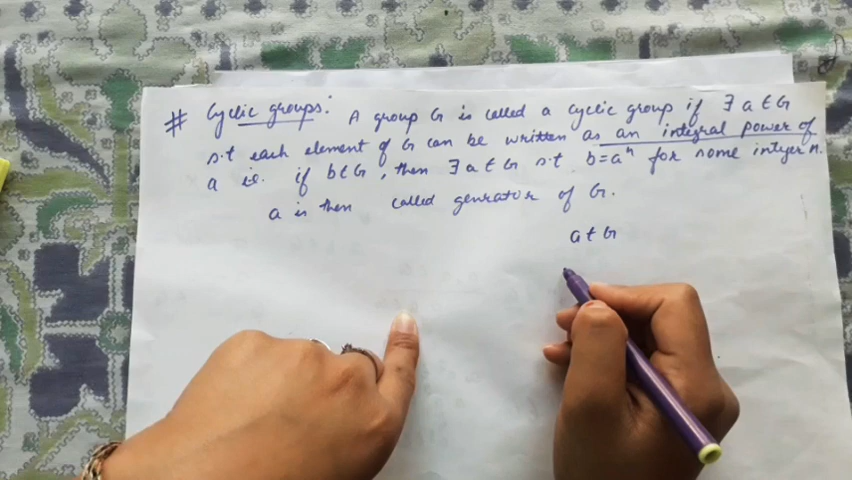 # Cyclic groups: A group G is called a cyclic group if ∃ a ∈ G
s.t each element of G can be written as an integral power of
a i.e. if b ∈ G, then ∃ a ∈ G s.t b = aⁿ for some integer n.
a is then called genrator of G.
a ∈ G